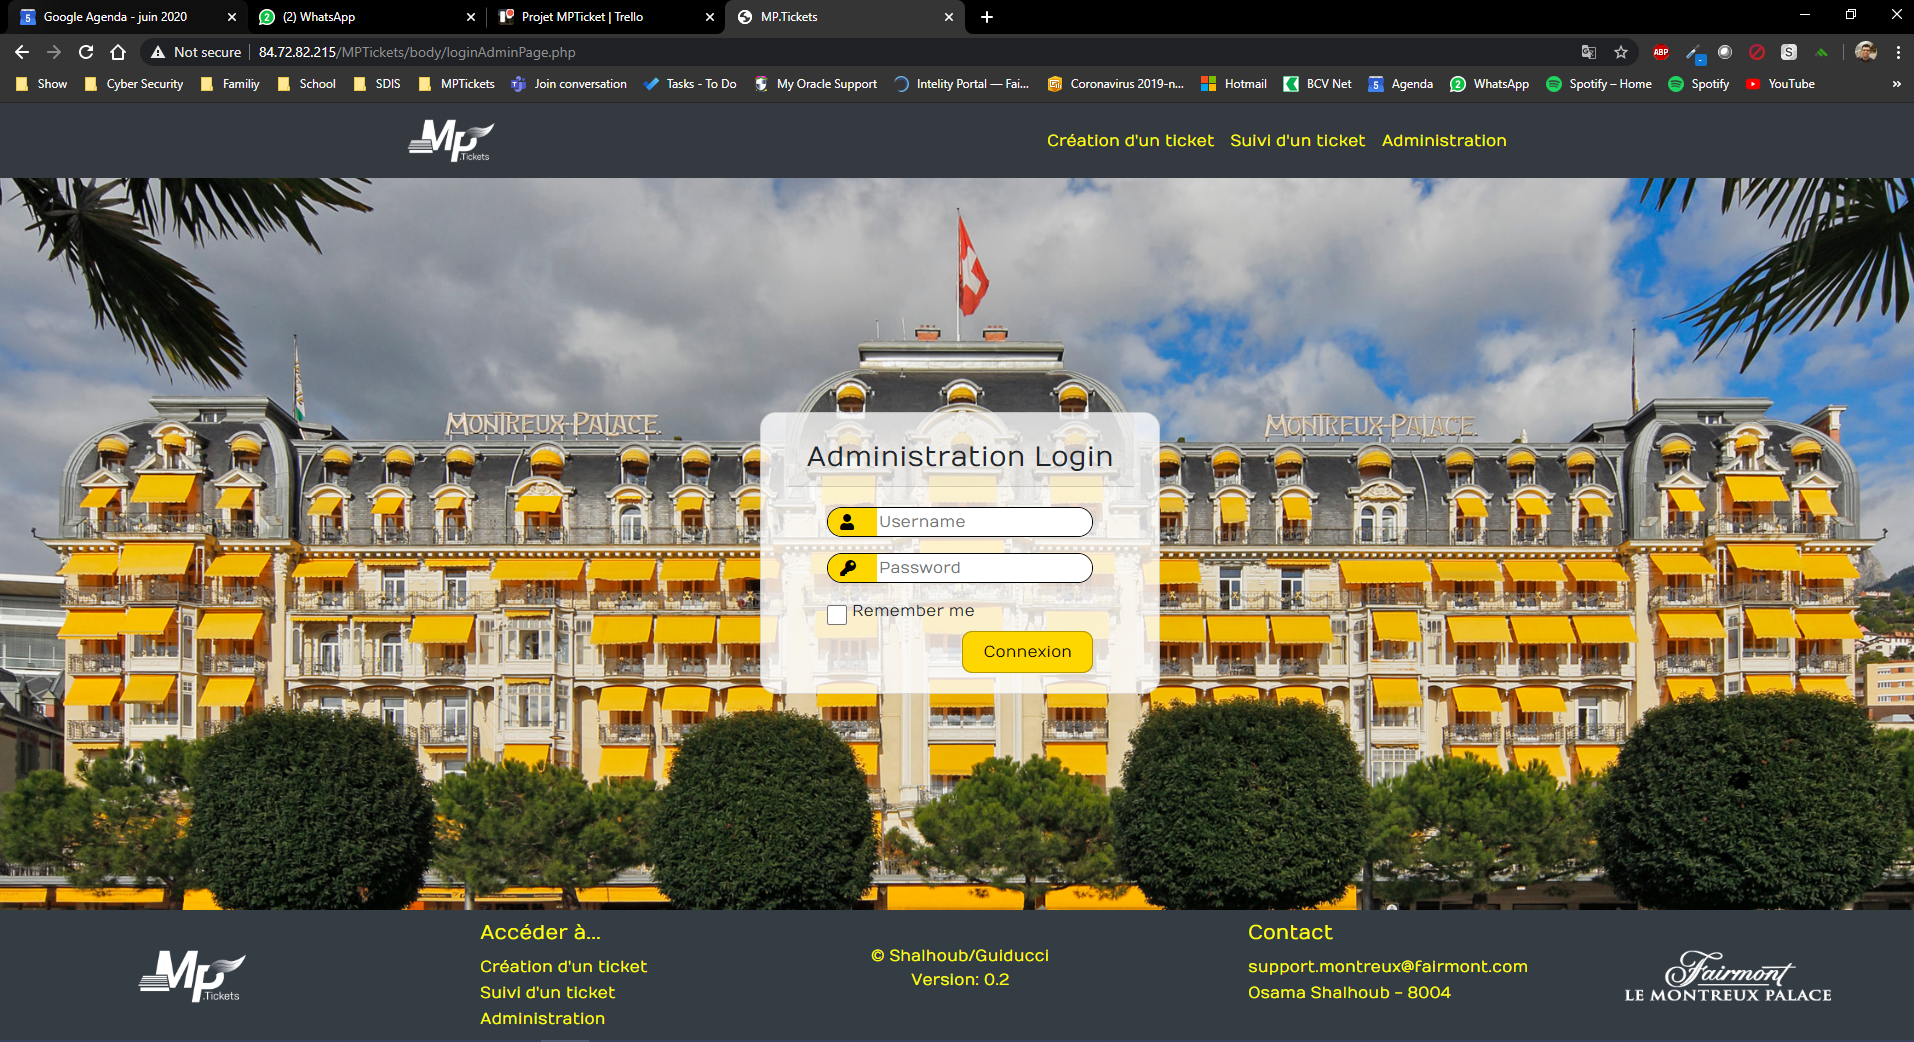 Google Agenda - juin 2020
(2) WhatsApp
Projet MPTicket | Trello
MP.Tickets
Not secure
84.72.82.215/MPTickets/body/loginAdminPage.php
Show
Cyber Security
Familiy
School
SDIS
MPTickets
Join conversation
Tasks - To Do
My Oracle Support
Intelity Portal — Fai...
Coronavirus 2019-n...
Hotmail
BCV Net
Agenda
WhatsApp
Spotify – Home
Spotify
YouTube
MP.Tickets
Création d'un ticket
Suivi d'un ticket
Administration
MONTREUX-PALACE.
MONTREUX-PALACE.
Administration Login
Username
Password
Remember me
Connexion
MP.Tickets
Accéder à...
Création d'un ticket
Suivi d'un ticket
Administration
© Shalhoub/Guiducci
Version: 0.2
Contact
support.montreux@fairmont.com
Osama Shalhoub - 8004
Fairmont
LE MONTREUX PALACE